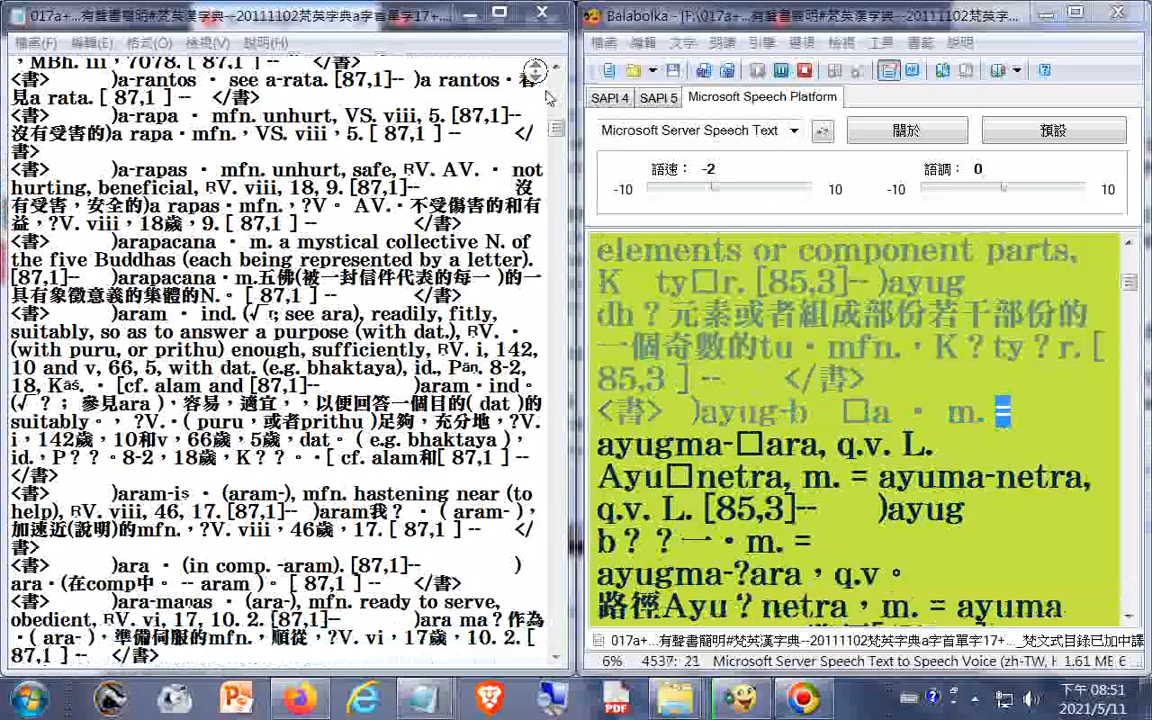 017a+...有聲書簡明#梵英漢字典--20111102梵英字典a字首單字17+...
檔案(F) 編輯(E) 格式(O) 檢視(V) 說明(H)
, MBh. iii, 7078. [ 87,1 ]-- </書>
<書> )a-rantos · see a-rata. [87,1]-- )a rantos · 看
見a rata. [ 87,1 ] -- </書>
<書> )a-rapa · mfn. unhurt, VS. viii, 5. [87,1]--
沒有受害的)a rapa · mfn. , VS. viii , 5. [ 87,1 ] -- </
書>
<書> )a-rapas · mfn. unhurt, safe, RV. AV. · not
hurting, beneficial, RV. viii, 18, 9. [87,1]-- 沒
有受害,安全的)a rapas · mfn. , ?V。 AV. · 不受傷害的和有
益,?V. viii , 18歲 , 9. [ 87,1 ] -- </書>
<書> )arapacana · m. a mystical collective N. of
the five Buddhas (each being represented by a letter).
[87,1]-- )arapacana · m.五佛(被一封信件代表的每一 )的一
具有象徵意義的集體的N.。 [ 87,1 ] -- </書>
<書> )aram · ind. (√ r; see ara), readily, fitly,
suitably, so as to answer a purpose (with dat.), RV. ·
(with puru, or prithu) enough, sufficiently, RV. i, 142,
10 and v, 66, 5, with dat. (e.g. bhaktaya), id., Pāṇ. 8-2,
18, Kāś. · [cf. alam and [87,1]-- )aram · ind。
(√ ? ; 參見ara ) , 容易 , 適宜 , , 以便回答一個目的( dat )的
suitably。 , ?V. · ( puru , 或者prithu )足夠 , 充分地 , ?V.
i , 142歲 , 10和v , 66歲 , 5歲 , dat。 ( e.g. bhaktaya ) ,
id. , P ? ? 。 8-2 , 18歲 , K ? ? 。 · [ cf. alam和[ 87,1 ] --
</書>
<書> )aram-is · (aram-), mfn. hastening near (to
help), RV. viii, 46, 17. [87,1]-- )aram我 ? · ( aram- ) ,
加速近(說明)的mfn. , ?V. viii , 46歲 , 17. [ 87,1 ] -- </
書>
<書> )ara · (in comp. -aram). [87,1]-- )
ara · (在comp中。 -- aram )。 [ 87,1 ] -- </書>
<書> )ara-manas · (ara-), mfn. ready to serve,
obedient, RV. vi, 17, 10. 2. [87,1]-- )ara ma ? 作為
· ( ara- ) , 準備伺服的mfn. , 順從 , ?V. vi , 17歲 , 10. 2. [
87,1 ] -- </書>
Balabolka - [F:\017a+...有聲書簡明#梵英漢字典--20111102梵英字...
檔案 編輯 文字 朗讀 引擎 選項 檢視 工具 書籤 說明
SAPI 4 SAPI 5 Microsoft Speech Platform
Microsoft Server Speech Text 關於 預設
語速: -2 語調: 0
-10 10 -10 10
elements or component parts,
K ty□r. [85,3]-- )ayug
dh ? 元素或者組成部份若干部份的
一個奇數的tu · mfn. , K ? ty ? r. [
85,3 ] -- </書>
<書> )ayug-b □a · m. =
ayugma-□ara, q.v. L.
Ayu□netra, m. = ayuma-netra,
q.v. L. [85,3]-- )ayug
b ? ? 一 · m. =
ayugma-?ara , q.v 。
路徑Ayu ? netra , m. = ayuma
017a+...有聲書簡明#梵英漢字典--20111102梵英字典a字首單字17+..._梵文式目錄已加中譯
6% 4537: 21 Microsoft Server Speech Text to Speech Voice (zh-TW, H 1.61 ME 6
下午 08:51
2021/5/11